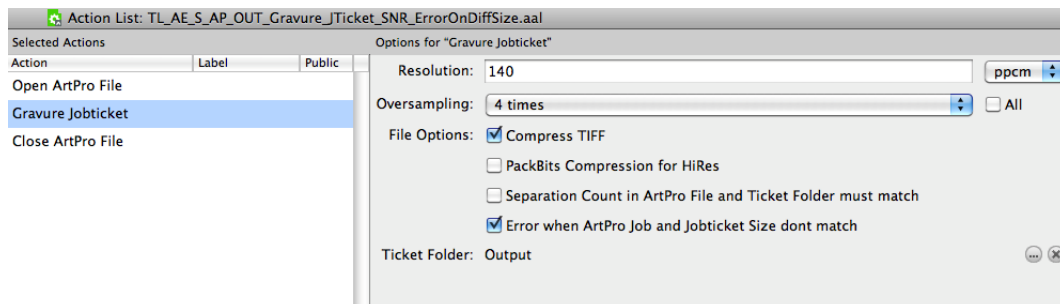 Action List: TL_AE_S_AP_OUT_Gravure_JTicket_SNR_ErrorOnDiffSize.aal
Selected Actions
Options for "Gravure Jobticket"
Action Label Public
Open ArtPro File
Gravure Jobticket
Close ArtPro File
Resolution: 140 ppcm
Oversampling: 4 times All
File Options: Compress TIFF
PackBits Compression for HiRes
Separation Count in ArtPro File and Ticket Folder must match
Error when ArtPro Job and Jobticket Size dont match
Ticket Folder: Output